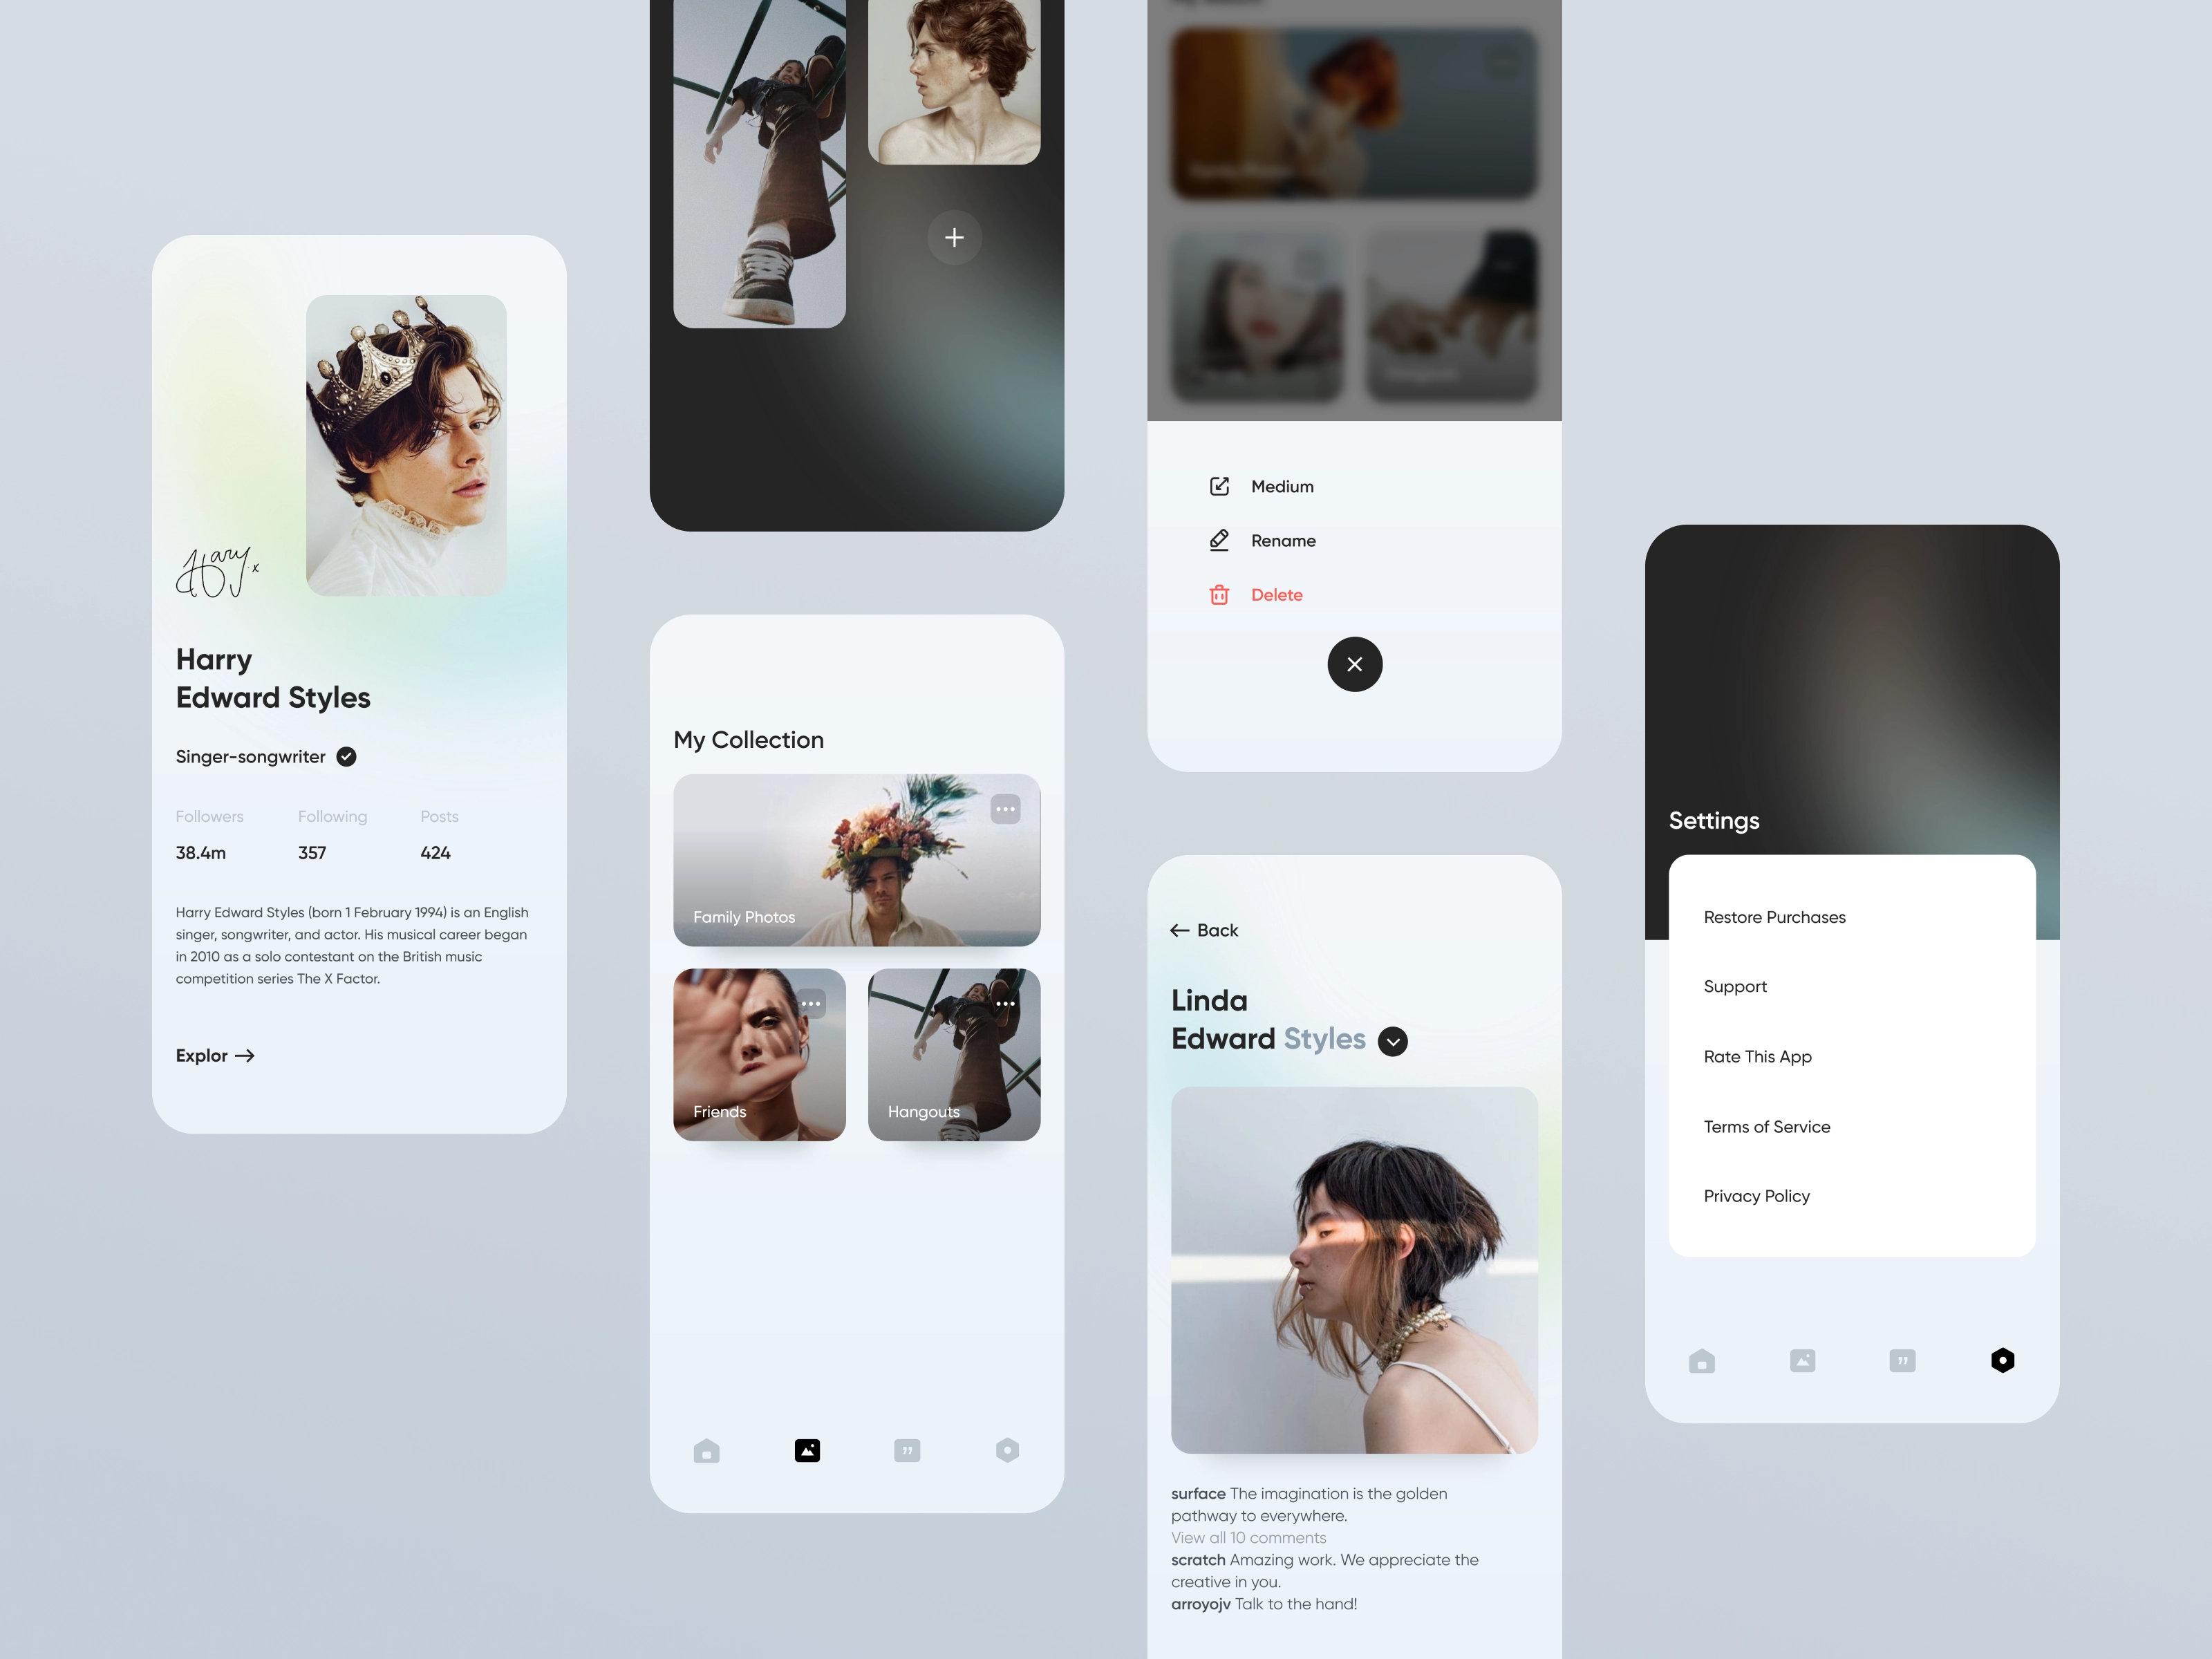 Hary.x
Harry
Edward Styles
Singer-songwriter
Followers Following Posts
38.4m 357 424
Harry Edward Styles (born 1 February 1994) is an English
singer, songwriter, and actor. His musical career began
in 2010 as a solo contestant on the British music
competition series The X Factor.
Explor
My Collection
Family Photos
Friends
Hangouts
Family Photos
Hangouts
Medium
Rename
Delete
Back
Linda
Edward Styles
surface The imagination is the golden
pathway to everywhere.
View all 10 comments
scratch Amazing work. We appreciate the
creative in you.
arroyojv Talk to the hand!
Settings
Restore Purchases
Support
Rate This App
Terms of Service
Privacy Policy